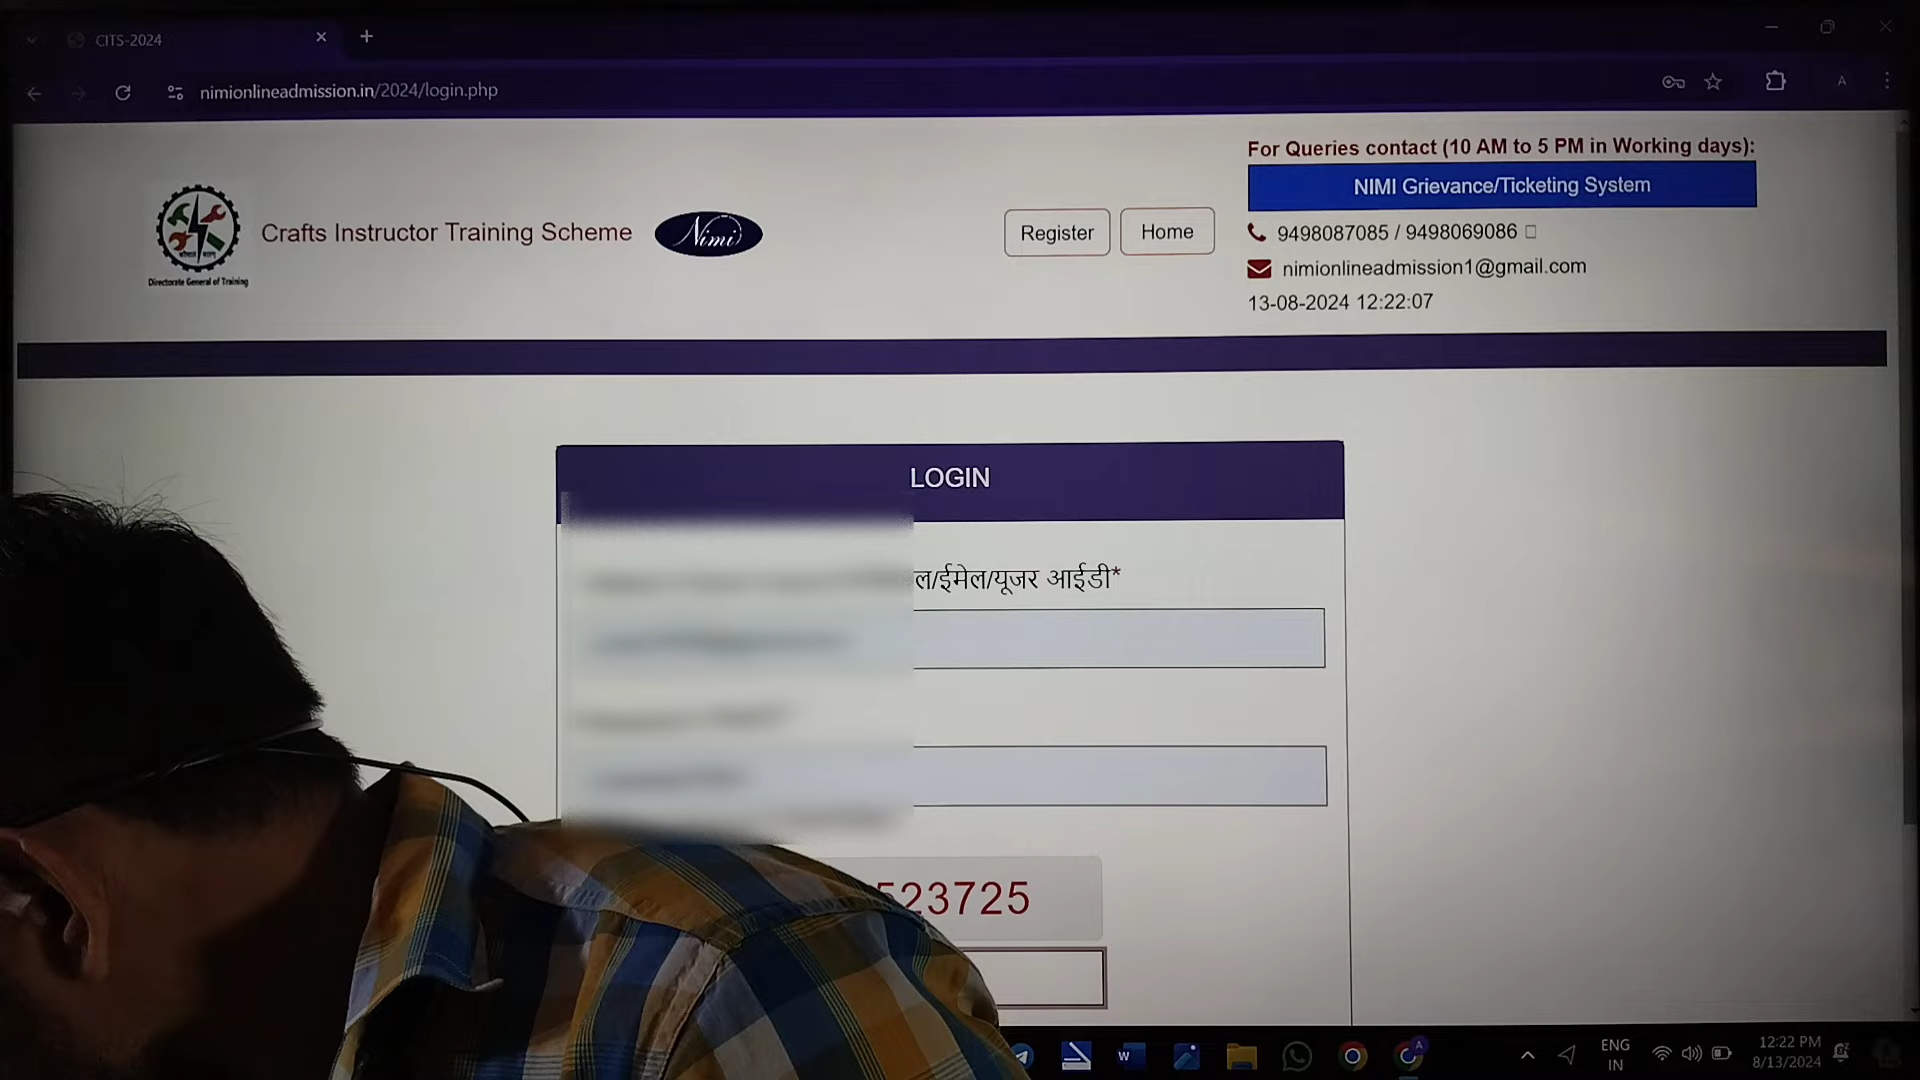 CITS-2024
nimionlineadmission.in/2024/login.php
For Queries contact (10 AM to 5 PM in Working days):
NIMI Grievance/Ticketing System
Crafts Instructor Training Scheme
Nimi
Register
Home
9498087085 / 9498069086
nimionlineadmission1@gmail.com
Directorate General of Training
13-08-2024 12:22:07
LOGIN
ल/ईमेल/यूजर आईडी*
523725
ENG
IN
12:22 PM
8/13/2024